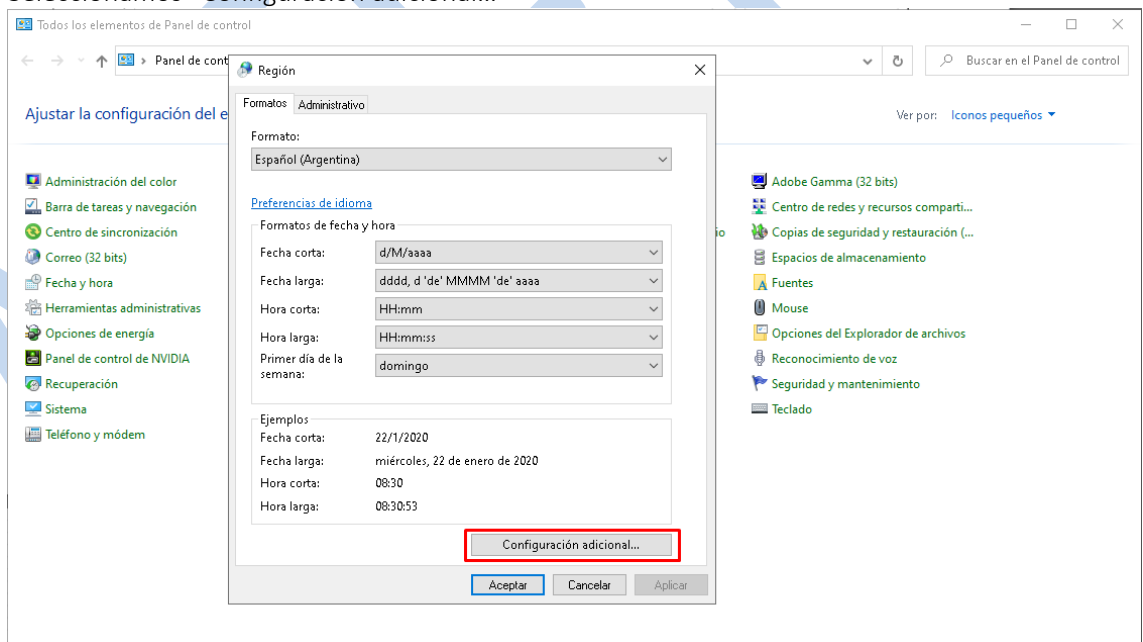 Seleccionamos "Configuración adicional...
Todos los elementos de Panel de control
Panel de cont
Buscar en el Panel de control
Región
Formatos Administrativo
Ajustar la configuración del e
Ver por: Iconos pequeños
Formato:
Español (Argentina)
Preferencias de idioma
Formatos de fecha y hora
Fecha corta: d/M/aaaa
Fecha larga: dddd, d 'de' MMMM 'de' aaaa
Hora corta: HH:mm
Hora larga: HH:mm:ss
Primer día de la
semana:
domingo
Ejemplos
Fecha corta: 22/1/2020
Fecha larga: miércoles, 22 de enero de 2020
Hora corta: 08:30
Hora larga: 08:30:53
Configuración adicional...
Aceptar Cancelar Aplicar
Administración del color
Barra de tareas y navegación
Centro de sincronización
Correo (32 bits)
Fecha y hora
Herramientas administrativas
Opciones de energía
Panel de control de NVIDIA
Recuperación
Sistema
Teléfono y módem
io
Adobe Gamma (32 bits)
Centro de redes y recursos comparti...
Copias de seguridad y restauración (...
Espacios de almacenamiento
Fuentes
Mouse
Opciones del Explorador de archivos
Reconocimiento de voz
Seguridad y mantenimiento
Teclado